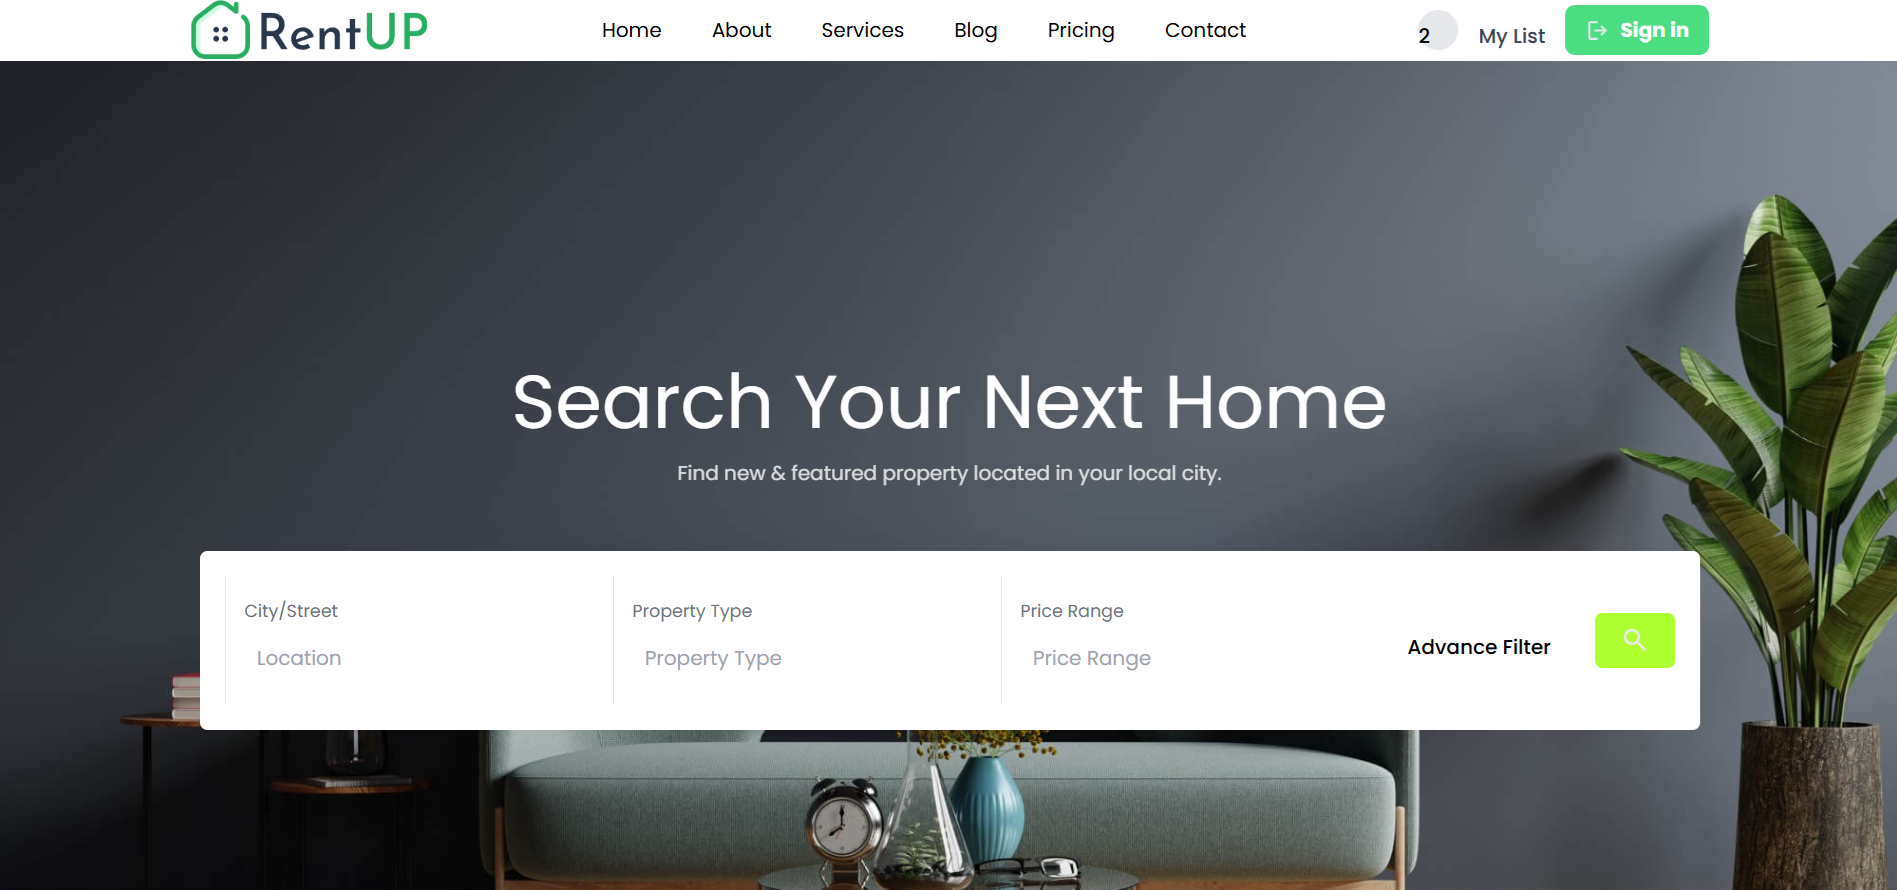 RentUP
Home About Services Blog Pricing Contact
2 My List Sign in
Search Your Next Home
Find new & featured property located in your local city.
City/Street Property Type Price Range
Location Property Type Price Range
Advance Filter